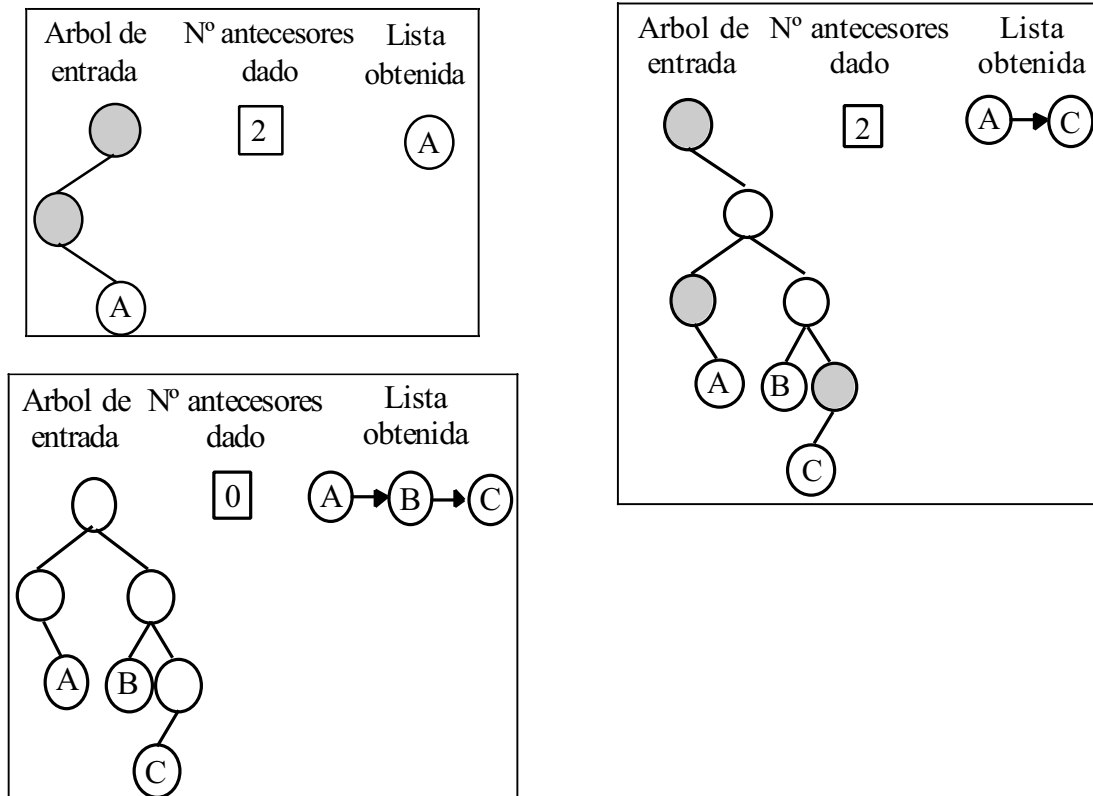 Arbol de entrada
Nº antecesores dado
Lista obtenida
2
A
A
Arbol de entrada
Nº antecesores dado
Lista obtenida
2
A C
A B
C
Arbol de entrada
Nº antecesores dado
Lista obtenida
0
A B C
A B
C